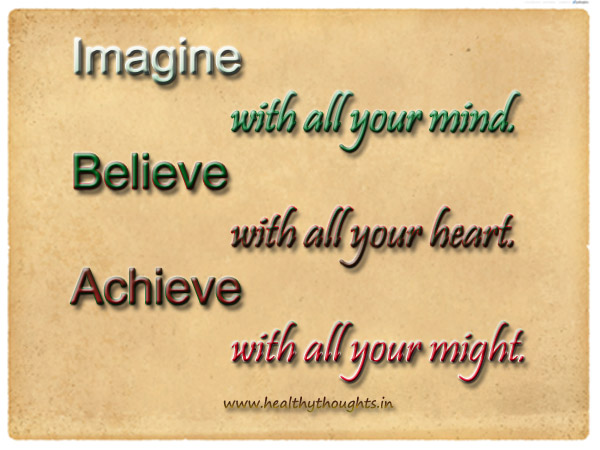 Imagine
with all your mind.
Believe
with all your heart.
Achieve
with all your might.
www.healthythoughts.in